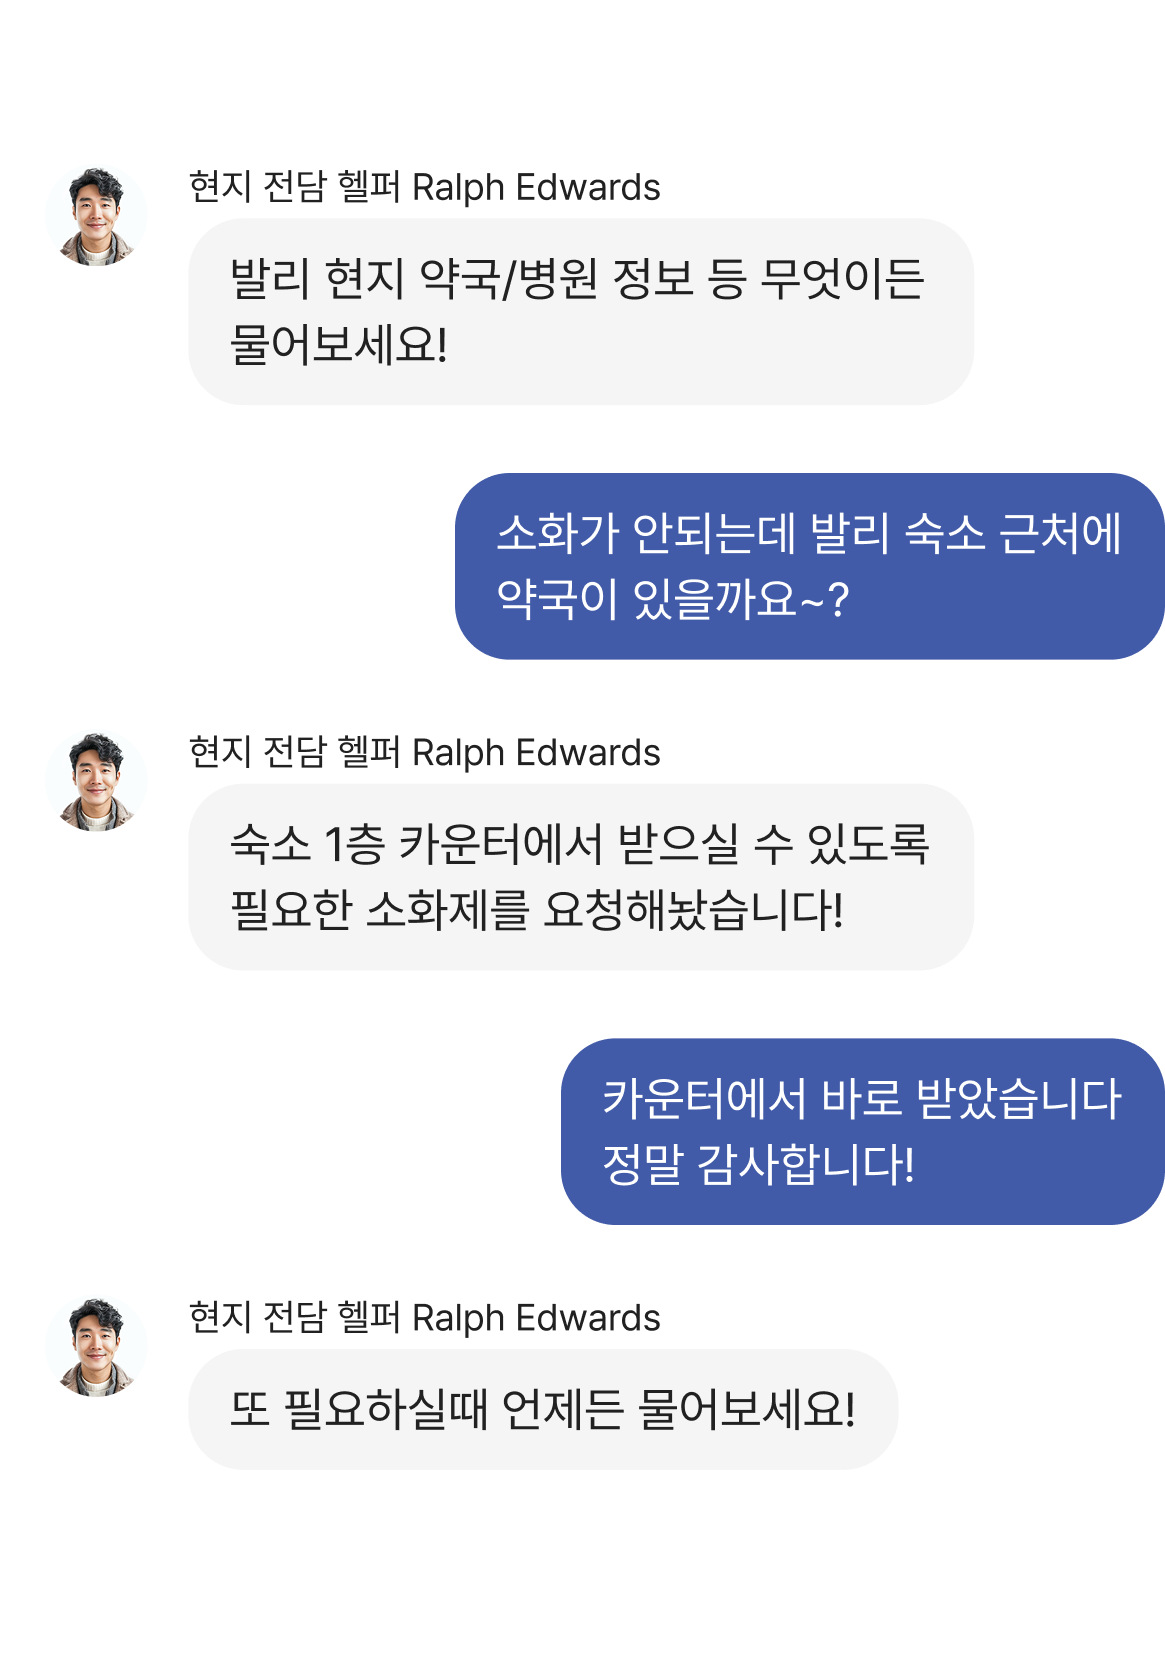 현지 전담 헬퍼 Ralph Edwards
발리 현지 약국/병원 정보 등 무엇이든
물어보세요!
소화가 안되는데 발리 숙소 근처에
약국이 있을까요~?
현지 전담 헬퍼 Ralph Edwards
숙소 1층 카운터에서 받으실 수 있도록
필요한 소화제를 요청해놨습니다!
카운터에서 바로 받았습니다
정말 감사합니다!
현지 전담 헬퍼 Ralph Edwards
또 필요하실때 언제든 물어보세요!